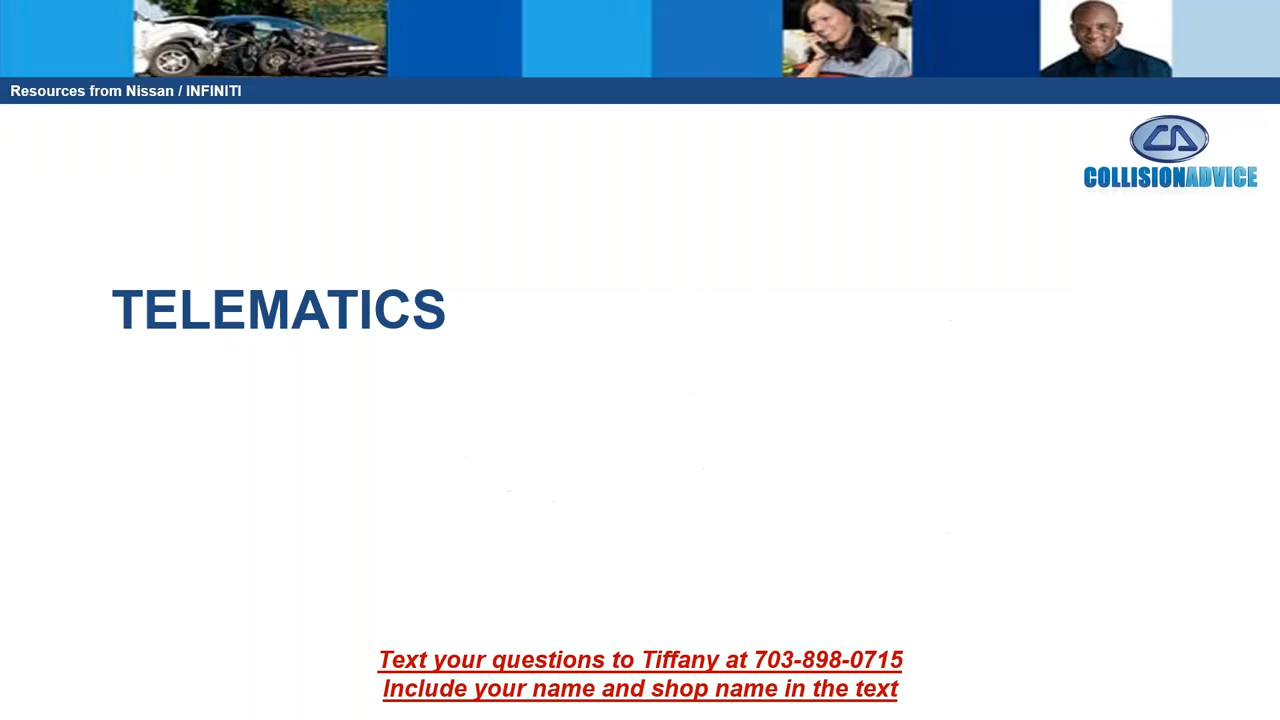 Resources from Nissan / INFINITI
CA
COLLISIONADVICE
TELEMATICS
Text your questions to Tiffany at 703-898-0715
Include your name and shop name in the text